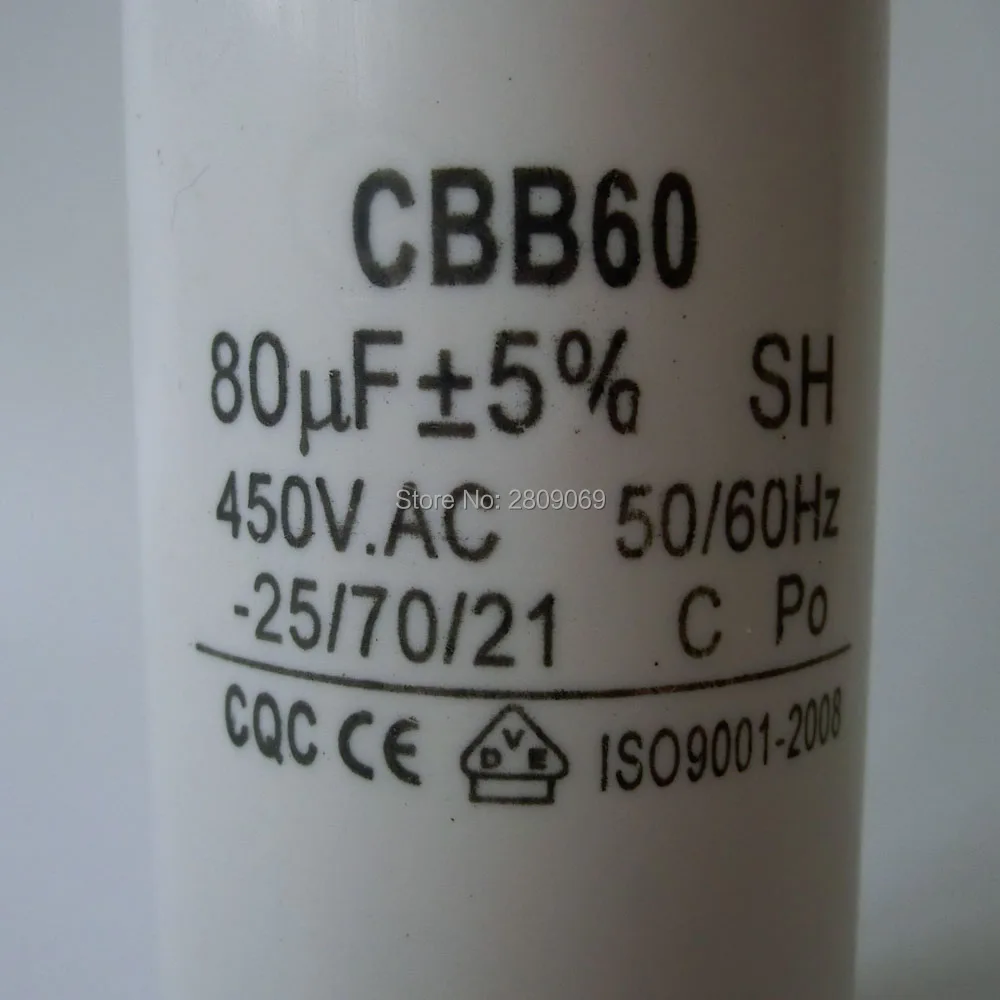 CBB60
80μF±5% SH
450V.AC 50/60Hz
Store No: 2809069
-25/70/21 C Po
CQC CE DVE ISO9001-2008